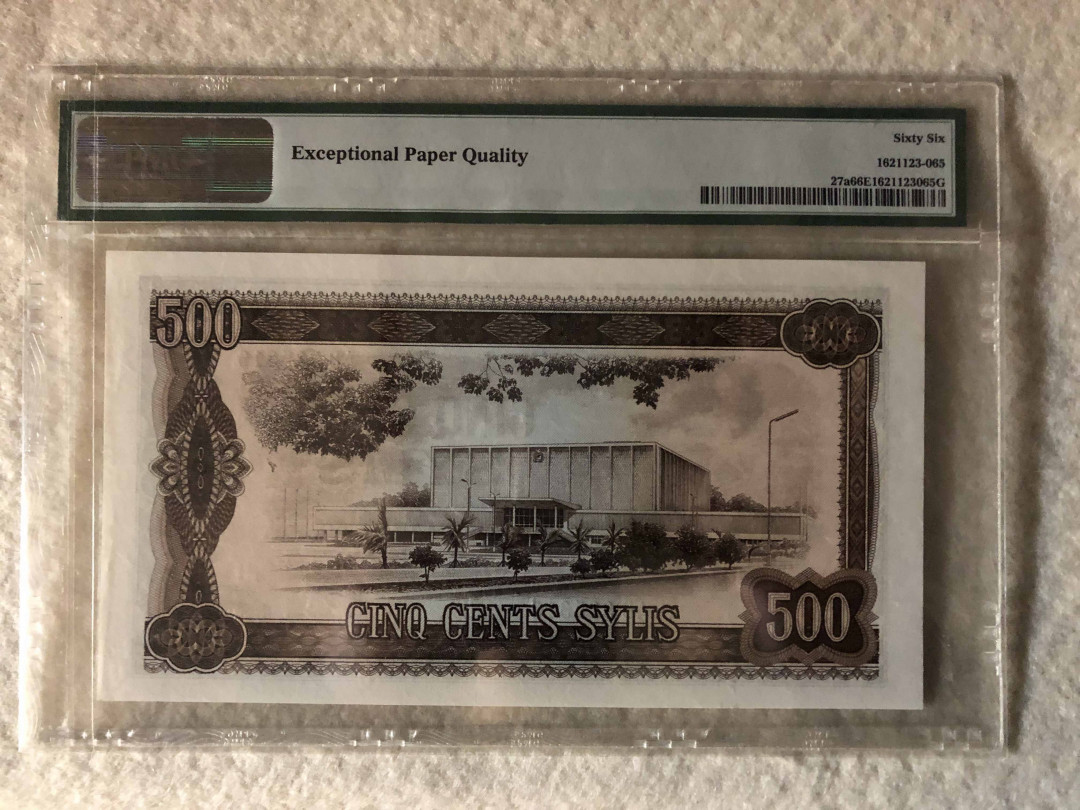 Exceptional Paper Quality
Sixty Six
1621123-065
27a66E1621123065G
500
CINQ CENTS SYLIS
500